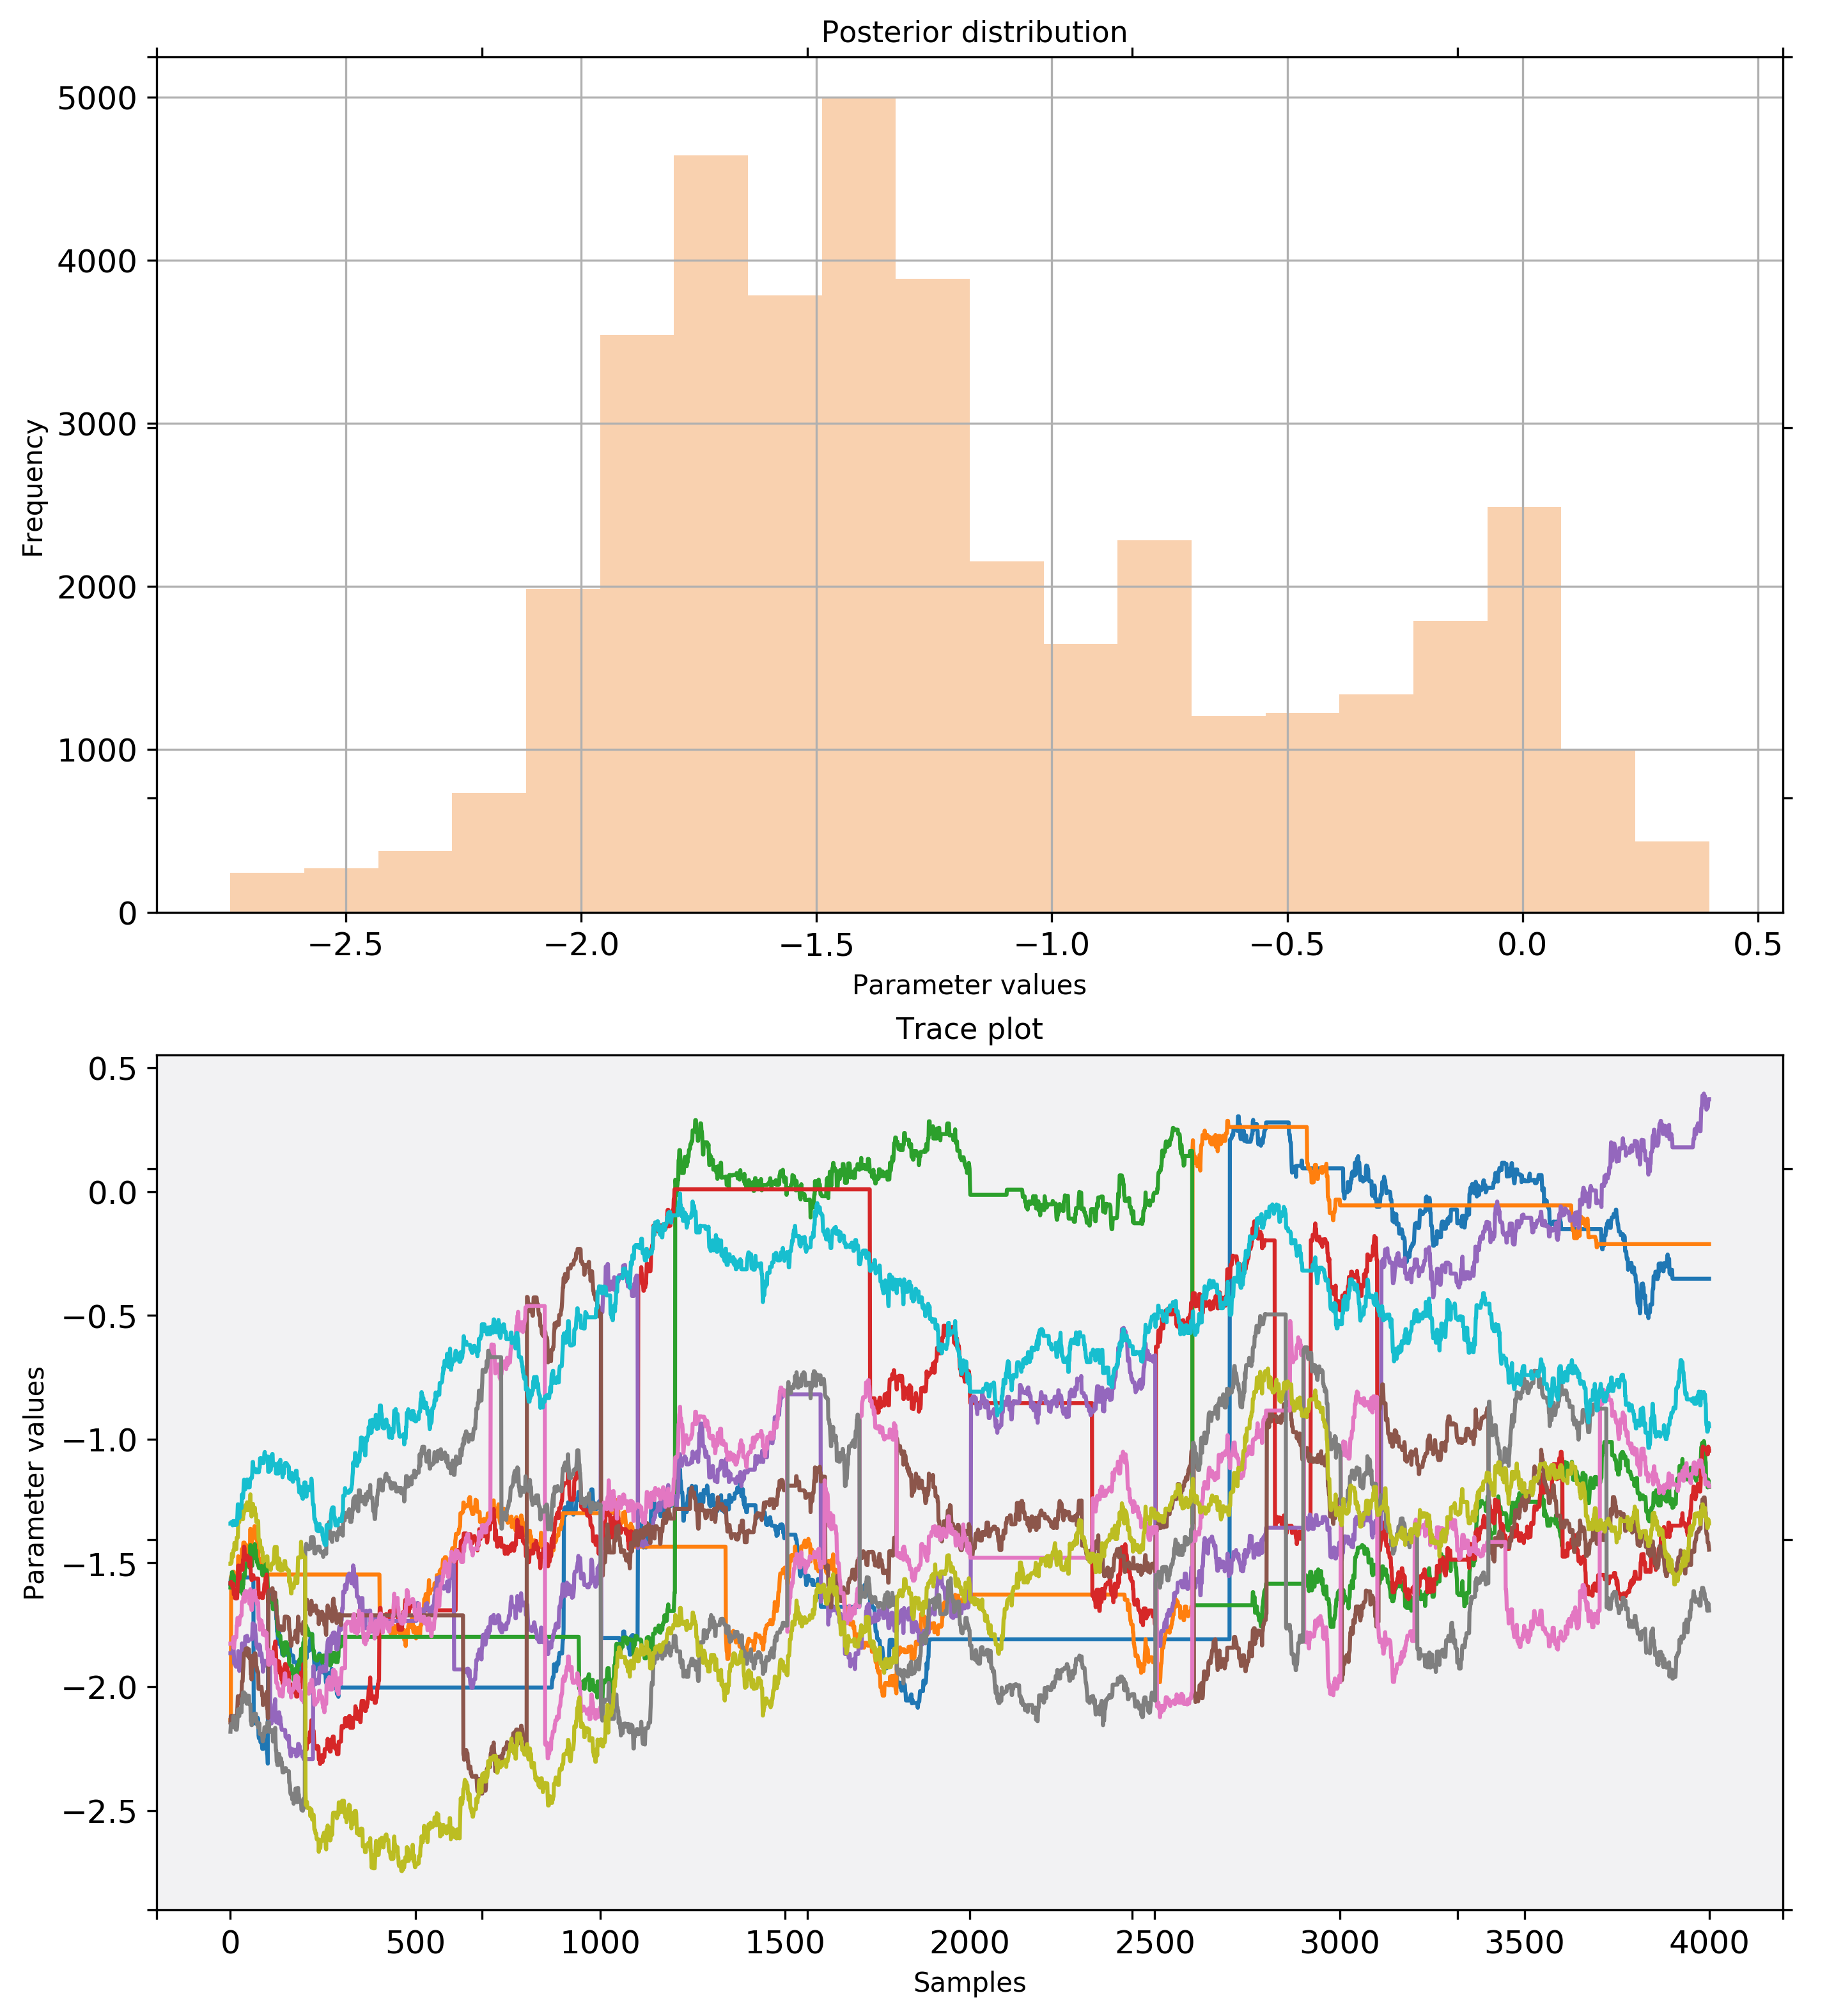 Posterior distribution
5000
4000
3000
2000
1000
0
Frequency
−2.5 −2.0 −1.5 −1.0 −0.5 0.0 0.5
Parameter values
Trace plot
0.5
0.0
−0.5
−1.0
−1.5
−2.0
−2.5
Parameter values
0 500 1000 1500 2000 2500 3000 3500 4000
Samples